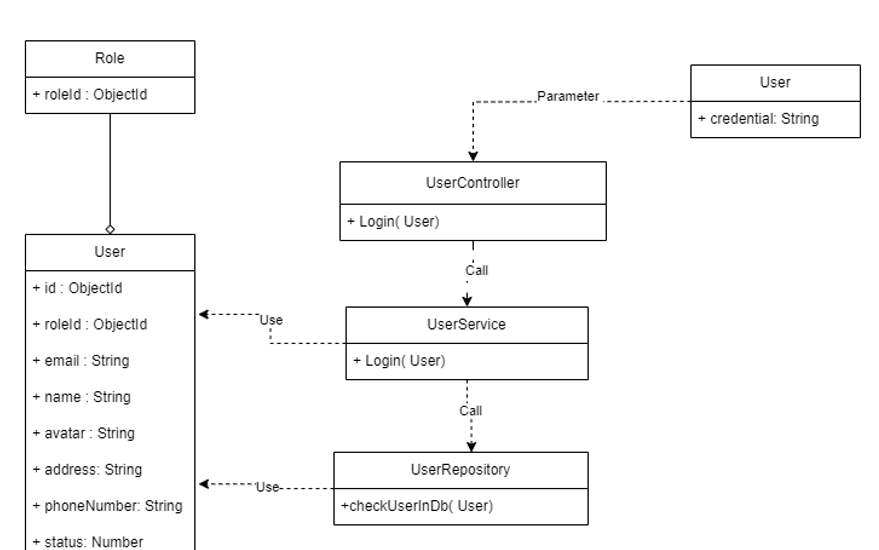 Role
+ roleId : ObjectId
User
+ credential: String
Parameter
UserController
+ Login( User)
Call
User
+ id : ObjectId
+ roleId : ObjectId
+ email : String
+ name : String
+ avatar : String
+ address: String
+ phoneNumber: String
+ status: Number
Use
UserService
+ Login( User)
Call
Use
UserRepository
+checkUserInDb( User)